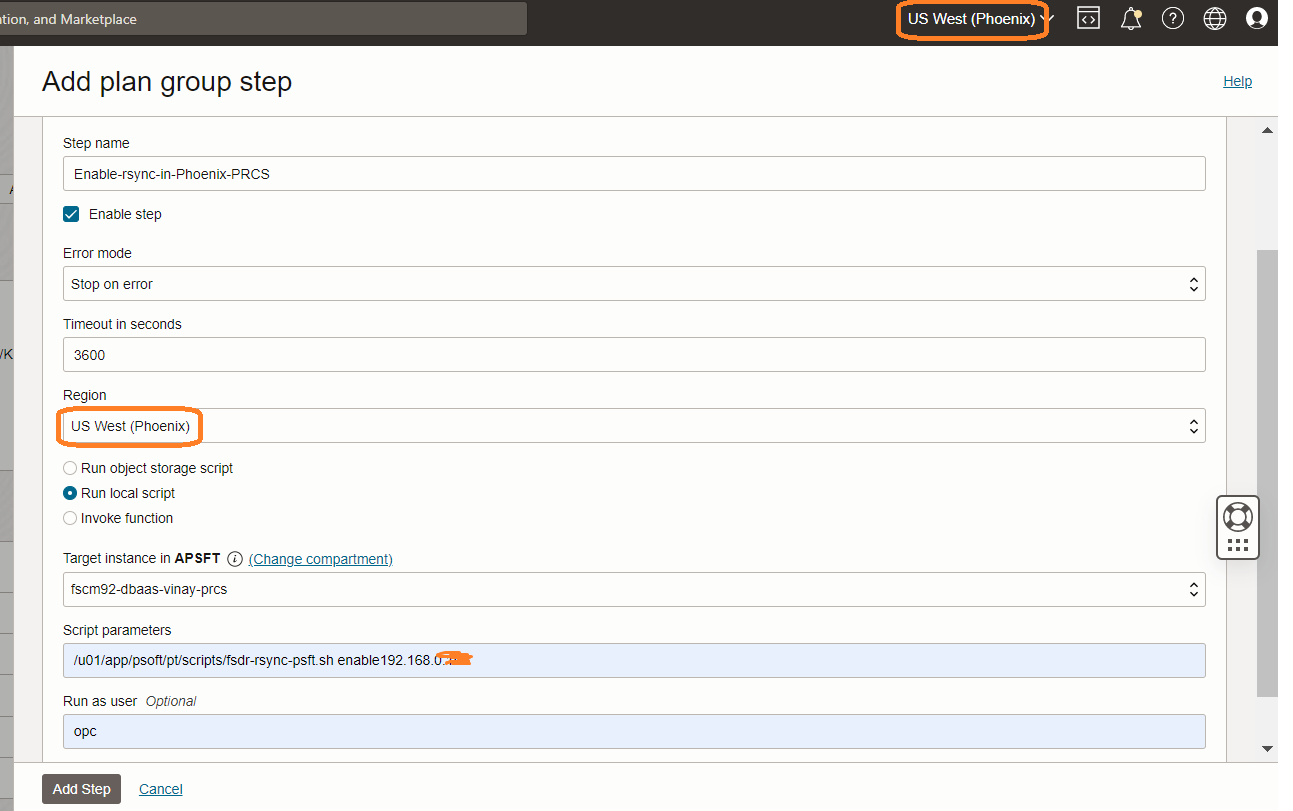 ation, and Marketplace
US West (Phoenix)
Add plan group step
Help
Step name
Enable-rsync-in-Phoenix-PRCS
Enable step
Error mode
Stop on error
Timeout in seconds
3600
/K
Region
US West (Phoenix)
Run object storage script
Run local script
Invoke function
Target instance in APSFT i (Change compartment)
fscm92-dbaas-vinay-prcs
Script parameters
/u01/app/psoft/pt/scripts/fsdr-rsync-psft.sh enable192.168.0.
Run as user Optional
opc
Add Step
Cancel